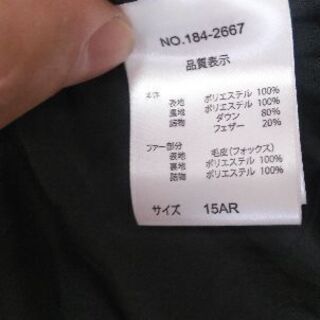 NO.184-2667
品質表示
本体
表地 ポリエステル 100%
裏地 ポリエステル 100%
詰物 ダウン 80%
フェザー 20%
ファー部分
表地 毛皮(フォックス) 100%
裏地 ポリエステル 100%
詰物 ポリエステル 100%
サイズ 15AR